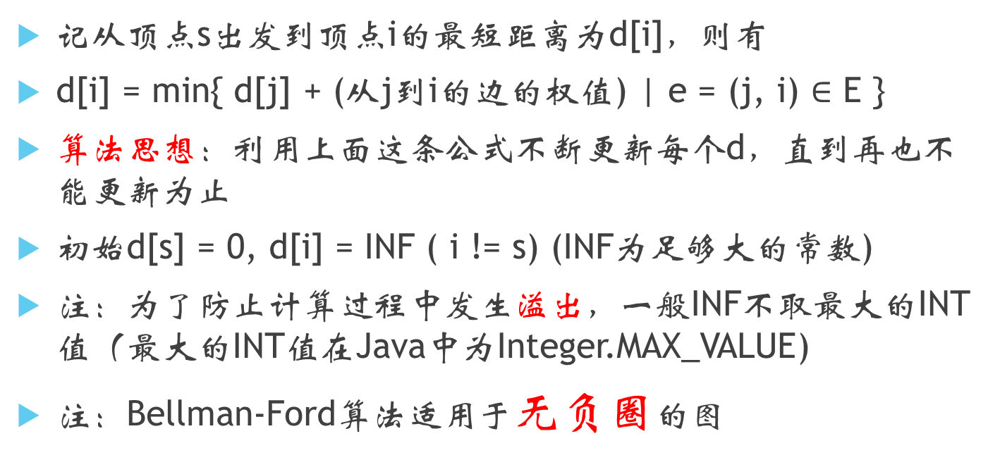 记从顶点s出发到顶点i的最短距离为d[i]，则有
d[i] = min{ d[j] + (从j到i的边的权值) | e = (j, i) ∈ E }
算法思想：利用上面这条公式不断更新每个d，直到再也不
能更新为止
初始d[s] = 0, d[i] = INF ( i != s) (INF为足够大的常数)
注：为了防止计算过程中发生溢出，一般INF不取最大的INT
值（最大的INT值在Java中为Integer.MAX_VALUE)
注：Bellman-Ford算法适用于无负圈的图